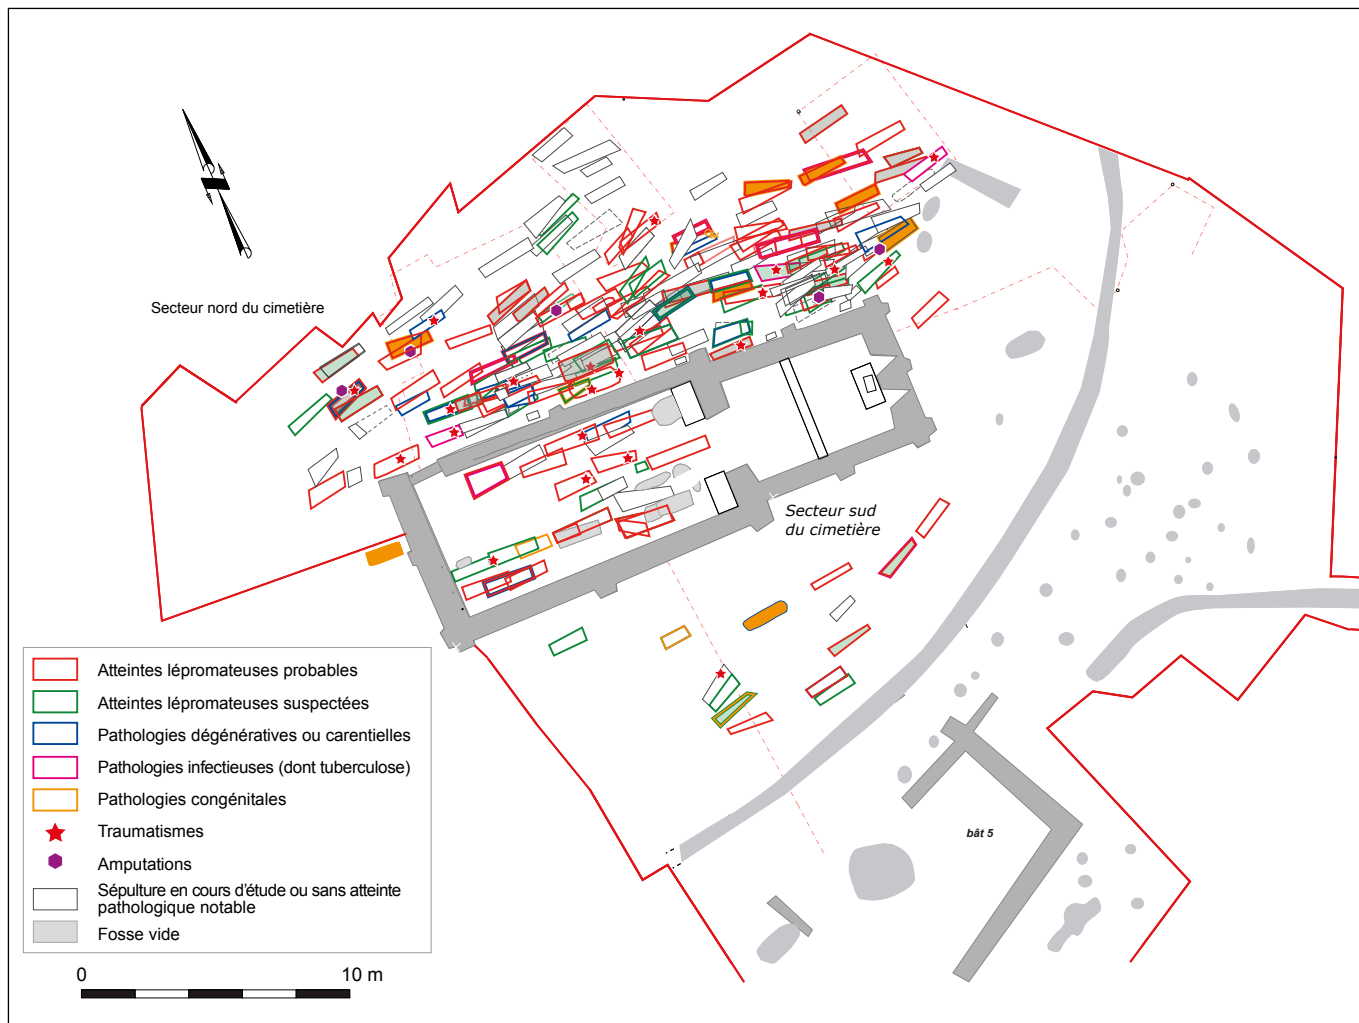 Secteur nord du cimetière
Secteur sud
du cimetière
Atteintes lépromateuses probables
Atteintes lépromateuses suspectées
Pathologies dégénératives ou carentielles
Pathologies infectieuses (dont tuberculose)
Pathologies congénitales
Traumatismes
Amputations
Sépulture en cours d'étude ou sans atteinte
pathologique notable
Fosse vide
bât 5
0 10 m